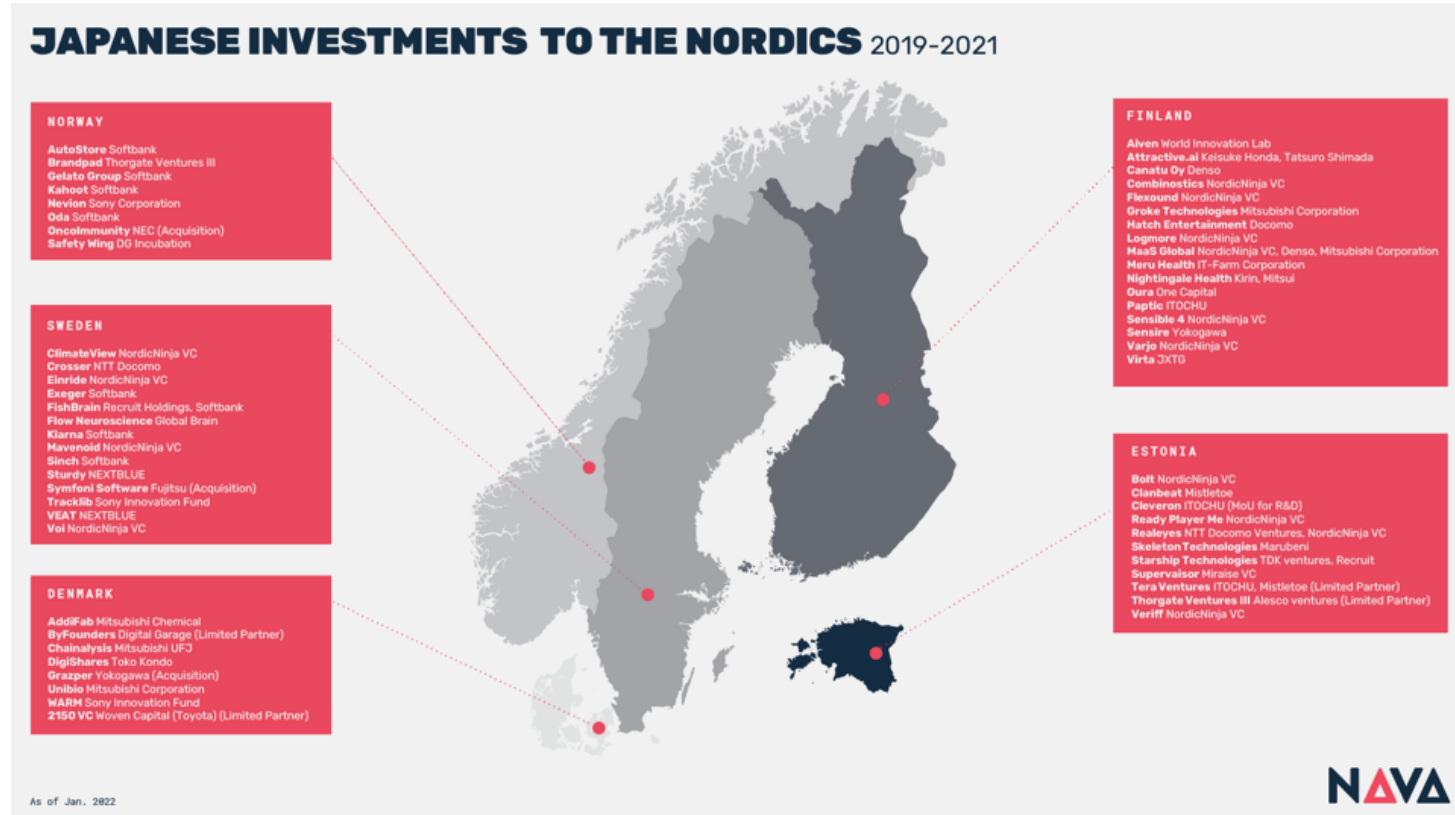 JAPANESE INVESTMENTS TO THE NORDICS 2019-2021
NORWAY
AutoStore Softbank
Brandpad Thorgate Ventures III
Gelato Group Softbank
Kahoot Softbank
Nevion Sony Corporation
Oda Softbank
OncoImmunity NEC (Acquisition)
Safety Wing DG Incubation
SWEDEN
ClimateView NordicNinja VC
Crosser NTT Docomo
Einride NordicNinja VC
Exeger Softbank
FishBrain Recruit Holdings, Softbank
Flow Neuroscience Global Brain
Klarna Softbank
Mavenoid NordicNinja VC
Sinch Softbank
Sturdy NEXTBLUE
Symfoni Software Fujitsu (Acquisition)
Tracklib Sony Innovation Fund
VEAT NEXTBLUE
Voi NordicNinja VC
DENMARK
AddiFab Mitsubishi Chemical
ByFounders Digital Garage (Limited Partner)
Chainalysis Mitsubishi UFJ
DigiShares Toko Kondo
Grazper Yokogawa (Acquisition)
Unibio Mitsubishi Corporation
WARM Sony Innovation Fund
2150 VC Woven Capital (Toyota) (Limited Partner)
FINLAND
Aiven World Innovation Lab
Attractive.ai Keisuke Honda, Tatsuro Shimada
Canatu Oy Denso
Combinostics NordicNinja VC
Flexound NordicNinja VC
Groke Technologies Mitsubishi Corporation
Hatch Entertainment Docomo
Logmore NordicNinja VC
MaaS Global NordicNinja VC, Denso, Mitsubishi Corporation
Meru Health IT-Farm Corporation
Nightingale Health Kirin, Mitsui
Oura One Capital
Paptic ITOCHU
Sensible 4 NordicNinja VC
Sensire Yokogawa
Varjo NordicNinja VC
Virta JXTG
ESTONIA
Bolt NordicNinja VC
Clanbeat Mistletoe
Cleveron ITOCHU (MoU for R&D)
Ready Player Me NordicNinja VC
Realeyes NTT Docomo Ventures, NordicNinja VC
Skeleton Technologies Marubeni
Starship Technologies TDK ventures, Recruit
Supervaisor Miraise VC
Tera Ventures ITOCHU, Mistletoe (Limited Partner)
Thorgate Ventures III Alesco ventures (Limited Partner)
Veriff NordicNinja VC
As of Jan. 2022
NAVA